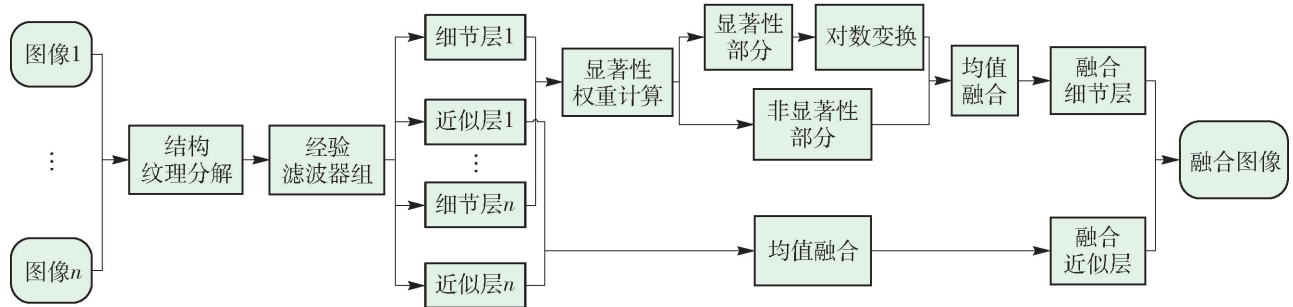 图像1
⋮
图像n
结构
纹理分解
经验
滤波器组
细节层1
近似层1
⋮
细节层n
近似层n
显著性
权重计算
显著性
部分
对数变换
非显著性
部分
均值
融合
融合
细节层
均值融合
融合
近似层
融合图像